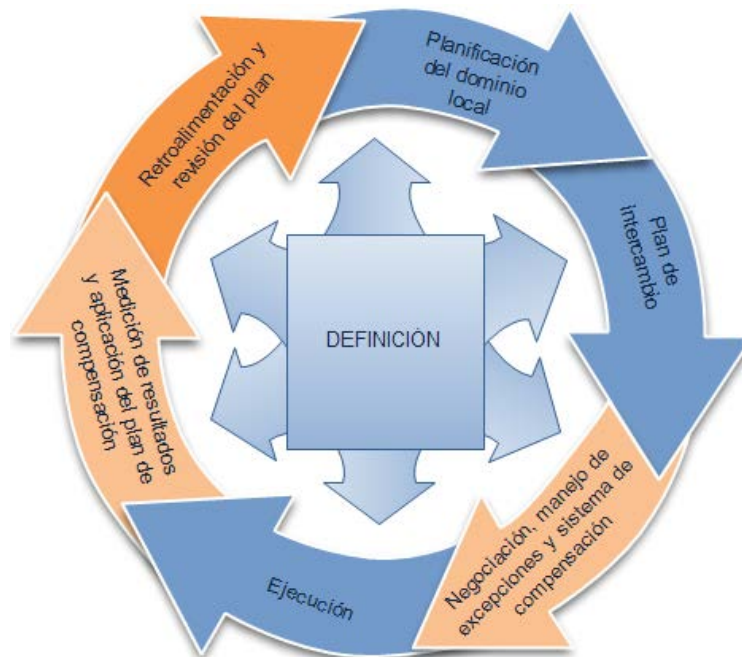 Planificación
del dominio
local
Plan de
intercambio
Negociación, manejo de
excepciones y sistema de
compensación
Ejecución
Medición de resultados
y aplicación del plan de
compensación
Retroalimentación y
revisión del plan
DEFINICIÓN